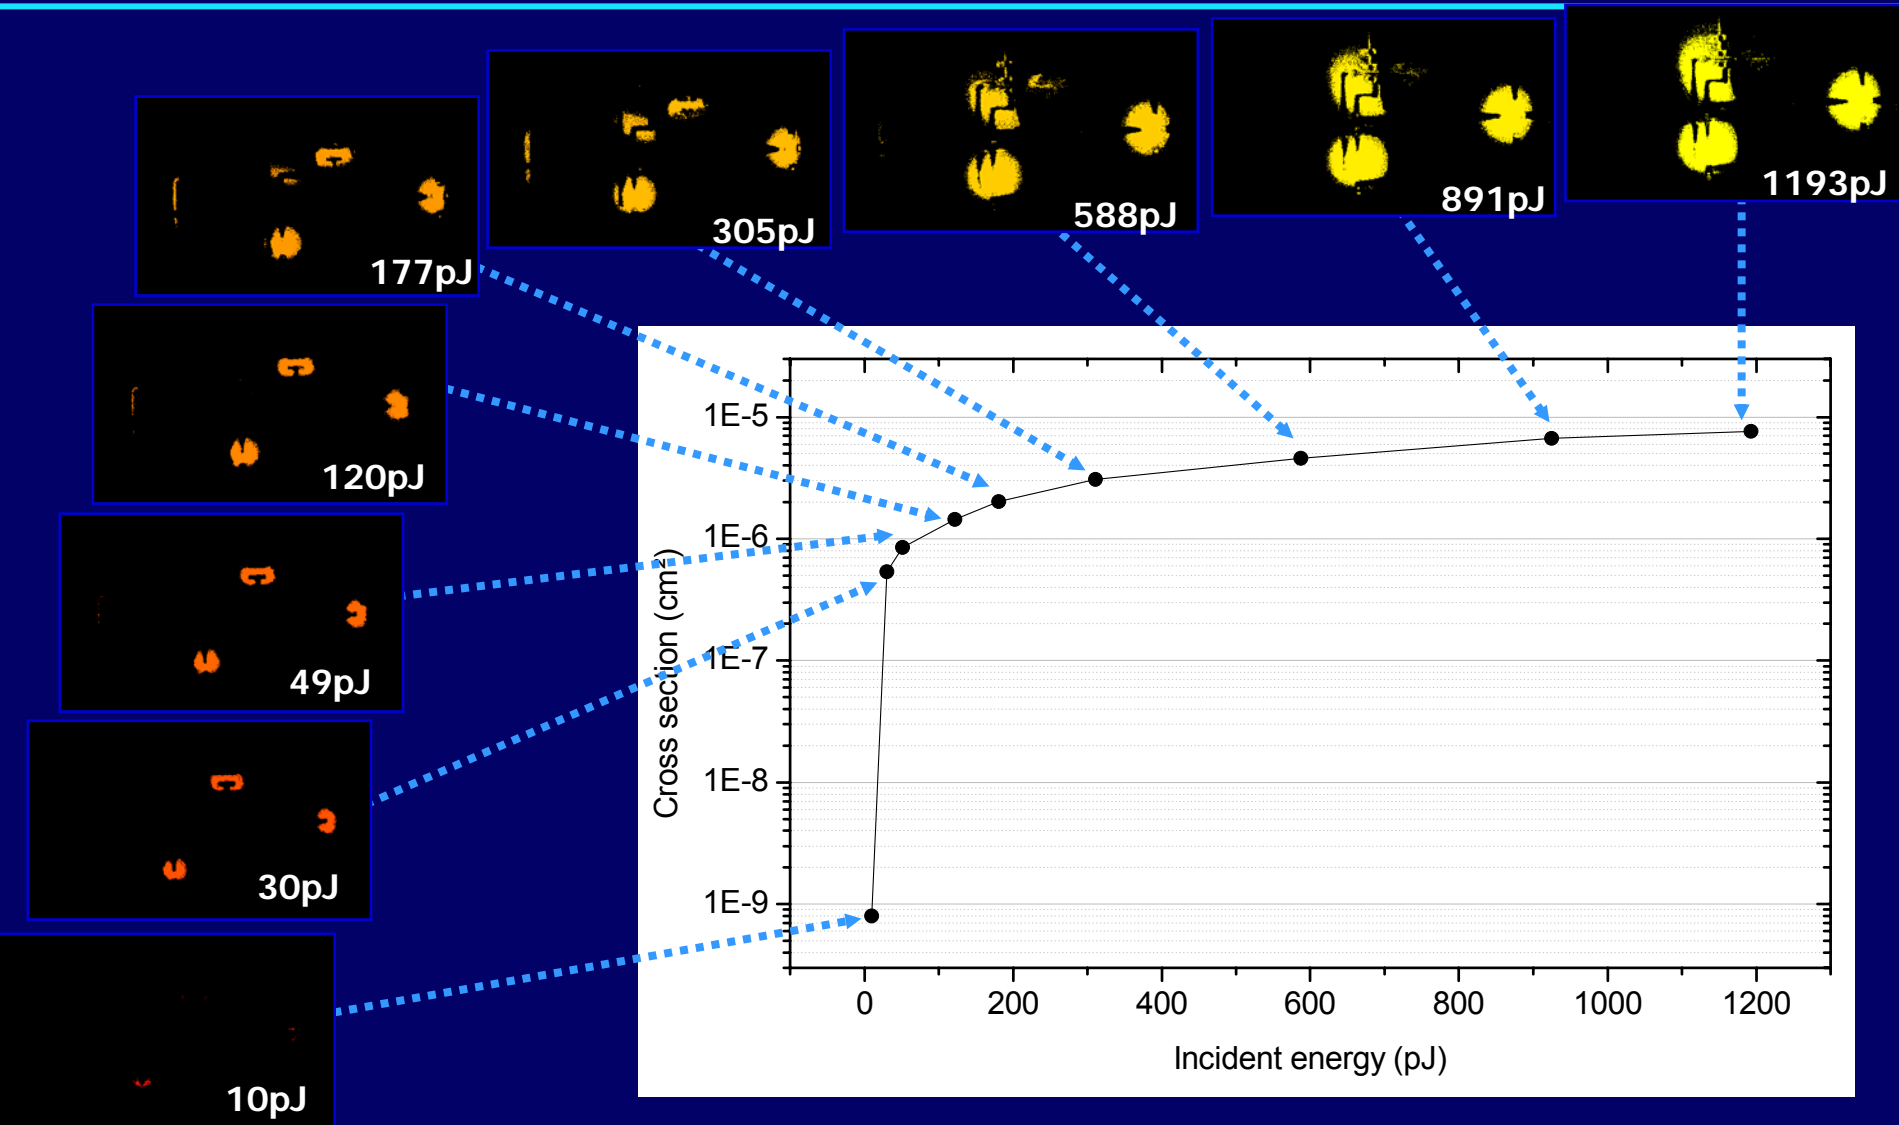 177pJ
305pJ
588pJ
891pJ
1193pJ
120pJ
49pJ
30pJ
10pJ
Cross section (cm²)
1E-5
1E-6
1E-7
1E-8
1E-9
0 200 400 600 800 1000 1200
Incident energy (pJ)